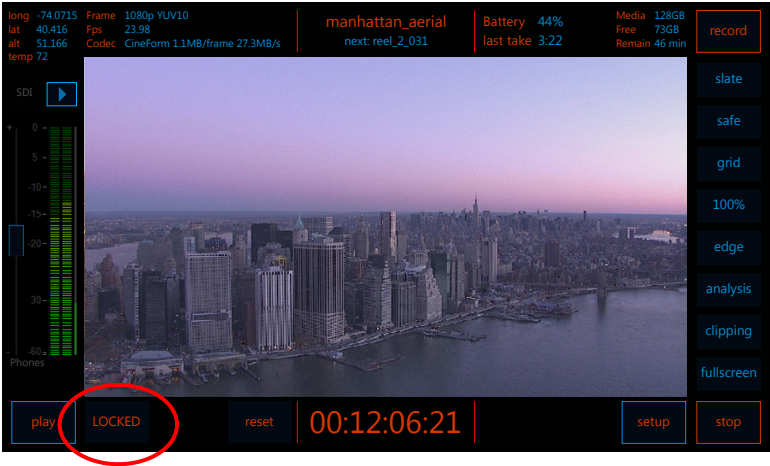 long -74.0715
lat 40.416
alt 51.166
temp 72
Frame 1080p YUV10
Fps 23.98
Codec CineForm 1.1MB/frame 27.3MB/s
manhattan_aerial
next: reel_2_031
Battery 44%
last take 3:22
Media 128GB
Free 73GB
Remain 46 min
record
SDI
slate
safe
grid
100%
edge
analysis
clipping
fullscreen
+ 0 -
5 -
-10-
-15-
-20-
30-
- -60-
Phones
play
LOCKED
reset
00:12:06:21
setup
stop